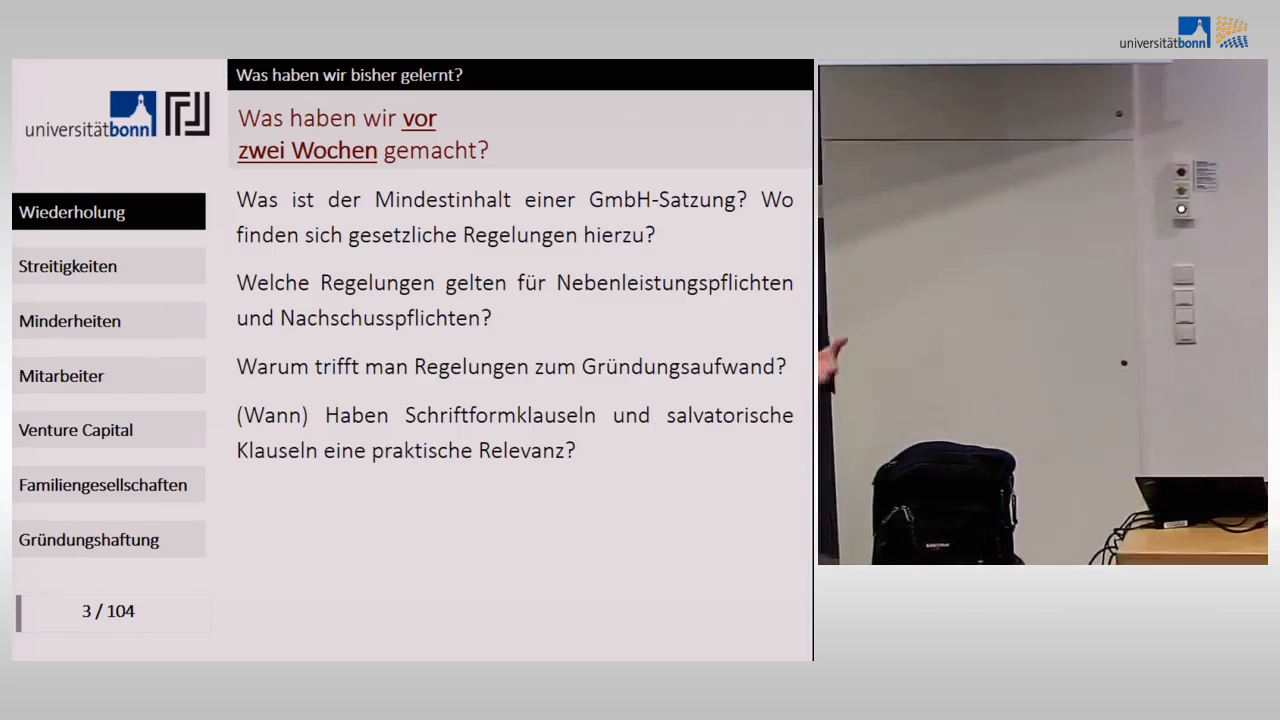 universitätbonn
Was haben wir bisher gelernt?
universitätbonn
Was haben wir vor
zwei Wochen gemacht?
Wiederholung
Streitigkeiten
Minderheiten
Mitarbeiter
Venture Capital
Familiengesellschaften
Gründungshaftung
3 / 104
Was ist der Mindestinhalt einer GmbH-Satzung? Wo
finden sich gesetzliche Regelungen hierzu?
Welche Regelungen gelten für Nebenleistungspflichten
und Nachschusspflichten?
Warum trifft man Regelungen zum Gründungsaufwand?
(Wann) Haben Schriftformklauseln und salvatorische
Klauseln eine praktische Relevanz?
EASTPAK